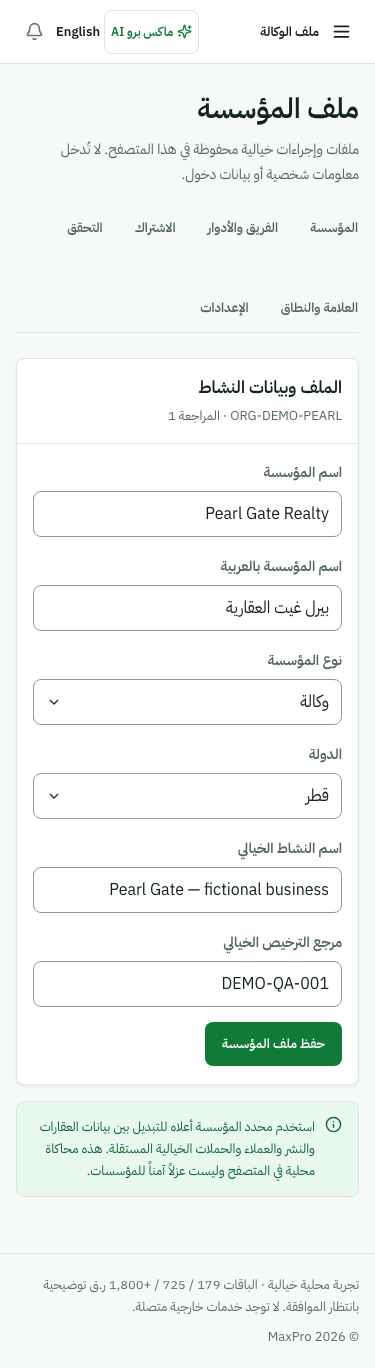 ملف الوكالة
ماكس برو AI
English
ملف المؤسسة
ملفات وإجراءات خيالية محفوظة في هذا المتصفح. لا تُدخل
معلومات شخصية أو بيانات دخول.
المؤسسة
الفريق والأدوار
الاشتراك
التحقق
العلامة والنطاق
الإعدادات
الملف وبيانات النشاط
ORG-DEMO-PEARL · المراجعة 1
اسم المؤسسة
Pearl Gate Realty
اسم المؤسسة بالعربية
بيرل غيت العقارية
نوع المؤسسة
وكالة
الدولة
قطر
اسم النشاط الخيالي
Pearl Gate — fictional business
مرجع الترخيص الخيالي
DEMO-QA-001
حفظ ملف المؤسسة
استخدم محدد المؤسسة أعلاه للتبديل بين بيانات العقارات
والنشر والعملاء والحملات الخيالية المستقلة. هذه محاكاة
محلية في المتصفح وليست عزلاً آمناً للمؤسسات.
تجربة محلية خيالية · الباقات 179 / 725 / +1,800 ر.ق توضيحية
بانتظار الموافقة. لا توجد خدمات خارجية متصلة.
© 2026 MaxPro